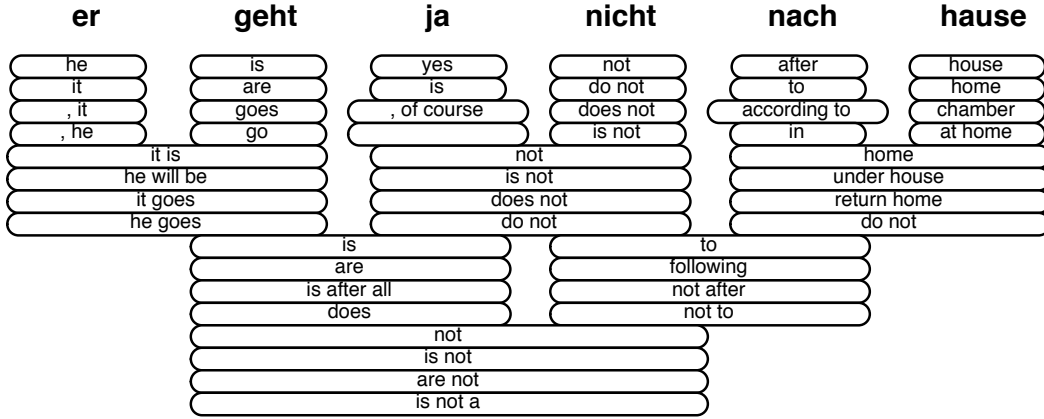 er geht ja nicht nach hause
he is yes not after house
it are is do not to home
, it goes , of course does not according to chamber
, he go is not in at home
it is not home
he will be is not under house
it goes does not return home
he goes do not do not
is to
are following
is after all not after
does not to
not
is not
are not
is not a